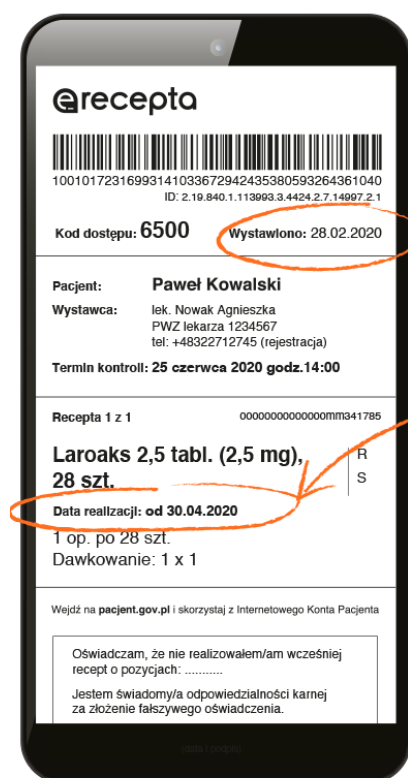 erecepta
10010172316993141033672942435380593264361040
ID: 2.19.840.1.113993.3.4424.2.7.14997.2.1
Kod dostępu: 6500 Wystawiono: 28.02.2020
Pacjent: Paweł Kowalski
Wystawca: lek. Nowak Agnieszka
PWZ lekarza 1234567
tel: +48322712745 (rejestracja)
Termin kontroli: 25 czerwca 2020 godz.14:00
Recepta 1 z 1 00000000000000mm341785
Laroaks 2,5 tabl. (2,5 mg), R
28 szt. S
Data realizacji: od 30.04.2020
1 op. po 28 szt.
Dawkowanie: 1 x 1
Wejdź na pacjent.gov.pl i skorzystaj z Internetowego Konta Pacjenta
Oświadczam, że nie realizowałem/am wcześniej
recept o pozycjach: ...........
Jestem świadomy/a odpowiedzialności karnej
za złożenie fałszywego oświadczenia.
(data i podpis)